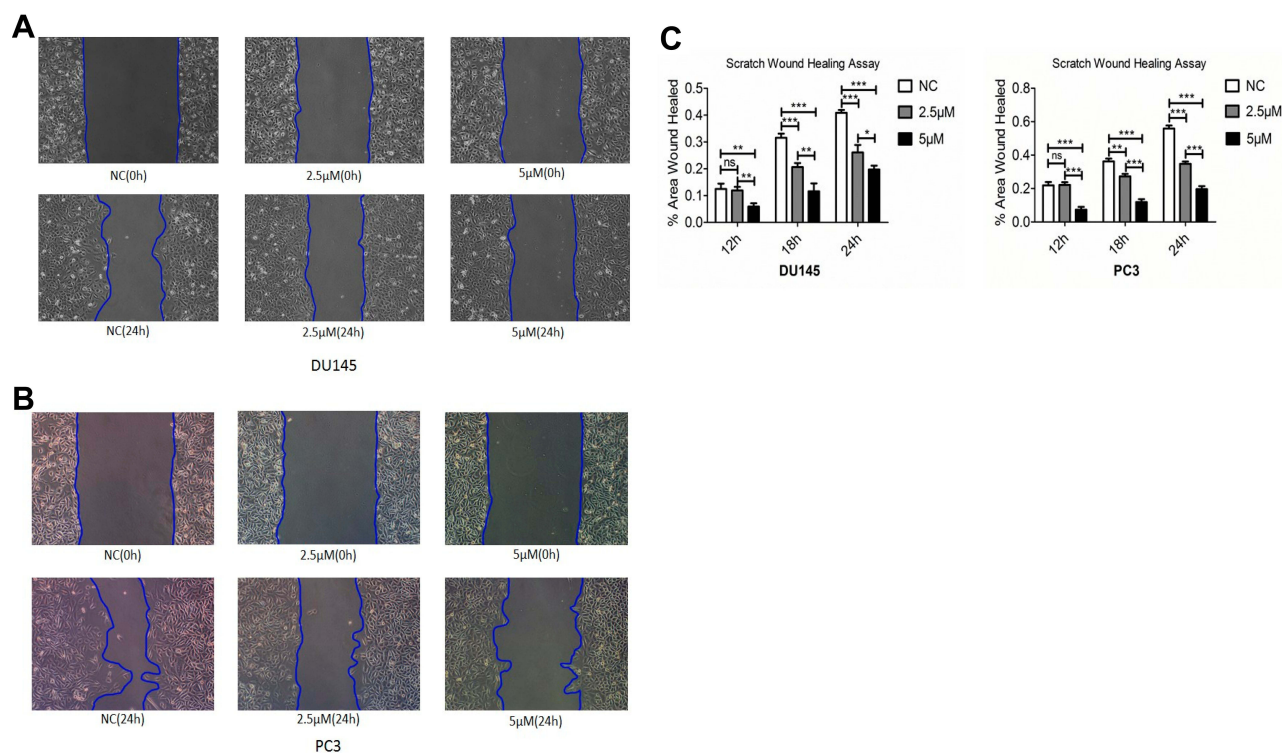 A
NC(0h)
2.5μM(0h)
5μM(0h)
NC(24h)
2.5μM(24h)
5μM(24h)
DU145
B
NC(0h)
2.5μM(0h)
5μM(0h)
NC(24h)
2.5μM(24h)
5μM(24h)
PC3
C
Scratch Wound Healing Assay
% Area Wound Healed
0.5
0.4
0.3
0.2
0.1
0.0
** 
ns
**
***
***
**
***
***
*
12h
18h
24h
DU145
NC
2.5μM
5μM
Scratch Wound Healing Assay
% Area Wound Healed
0.8
0.6
0.4
0.2
0.0
***
ns
***
***
**
***
***
***
***
12h
18h
24h
PC3
NC
2.5μM
5μM